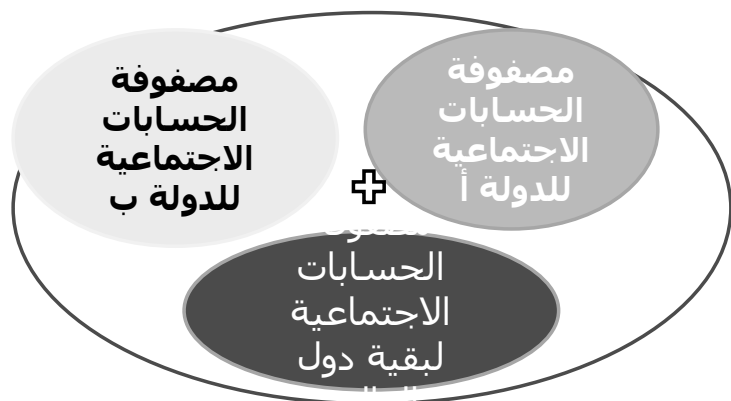 مصفوفة
الحسابات
الاجتماعية
للدولة أ
مصفوفة
الحسابات
الاجتماعية
للدولة ب
الحسابات
الاجتماعية
لبقية دول